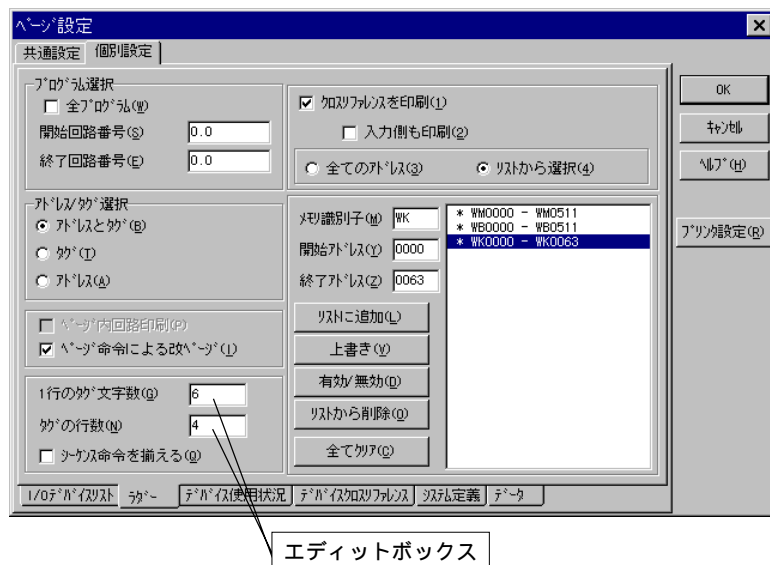 ﾍﾟｰｼﾞ設定
共通設定 個別設定
ﾌﾟﾛｸﾞﾗﾑ選択
全ﾌﾟﾛｸﾞﾗﾑ(W)
開始回路番号(S) 0.0
終了回路番号(E) 0.0
ｸﾛｽﾘﾌｧﾚﾝｽを印刷(1)
入力側も印刷(2)
全てのｱﾄﾞﾚｽ(3) ﾘｽﾄから選択(4)
OK
ｷｬﾝｾﾙ
ﾍﾙﾌﾟ(H)
ﾌﾟﾘﾝﾀ設定(R)
ｱﾄﾞﾚｽ/ﾀｸﾞ選択
ｱﾄﾞﾚｽとﾀｸﾞ(B)
ﾀｸﾞ(T)
ｱﾄﾞﾚｽ(A)
ﾍﾟｰｼﾞ内回路印刷(P)
ﾍﾟｰｼﾞ命令による改ﾍﾟｰｼﾞ(I)
1行のﾀｸﾞ文字数(G) 6
ﾀｸﾞの行数(N) 4
ｼｰｹﾝｽ命令を揃える(Q)
ﾒﾓﾘ識別子(M) WK
開始ｱﾄﾞﾚｽ(Y) 0000
終了ｱﾄﾞﾚｽ(Z) 0063
ﾘｽﾄに追加(L)
上書き(V)
有効/無効(D)
ﾘｽﾄから削除(O)
全てｸﾘｱ(C)
* WM0000 - WM0511
* WB0000 - WB0511
* WK0000 - WK0063
I/Oﾃﾞﾊﾞｲｽﾘｽﾄ ﾗﾀﾞｰ ﾃﾞﾊﾞｲｽ使用状況 ﾃﾞﾊﾞｲｽｸﾛｽﾘﾌｧﾚﾝｽ ｼｽﾃﾑ定義 ﾃﾞｰﾀ
エディットボックス